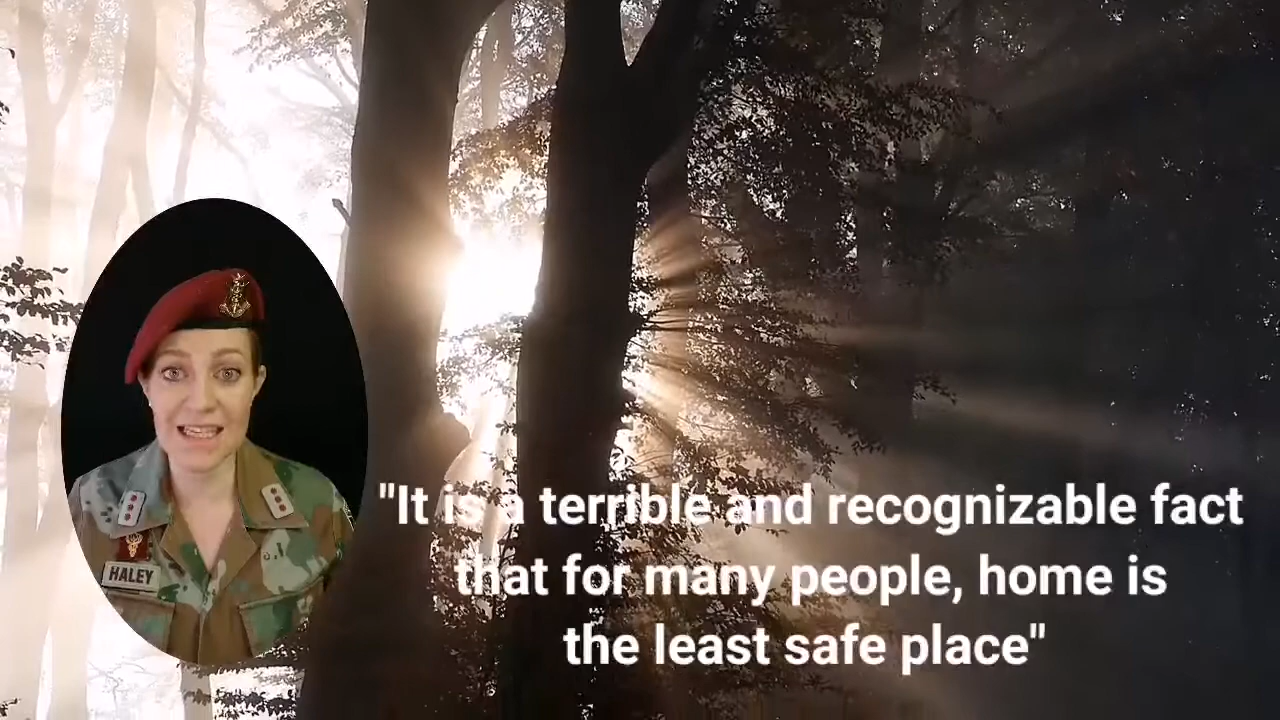 HALEY
"It is a terrible and recognizable fact
that for many people, home is
the least safe place"